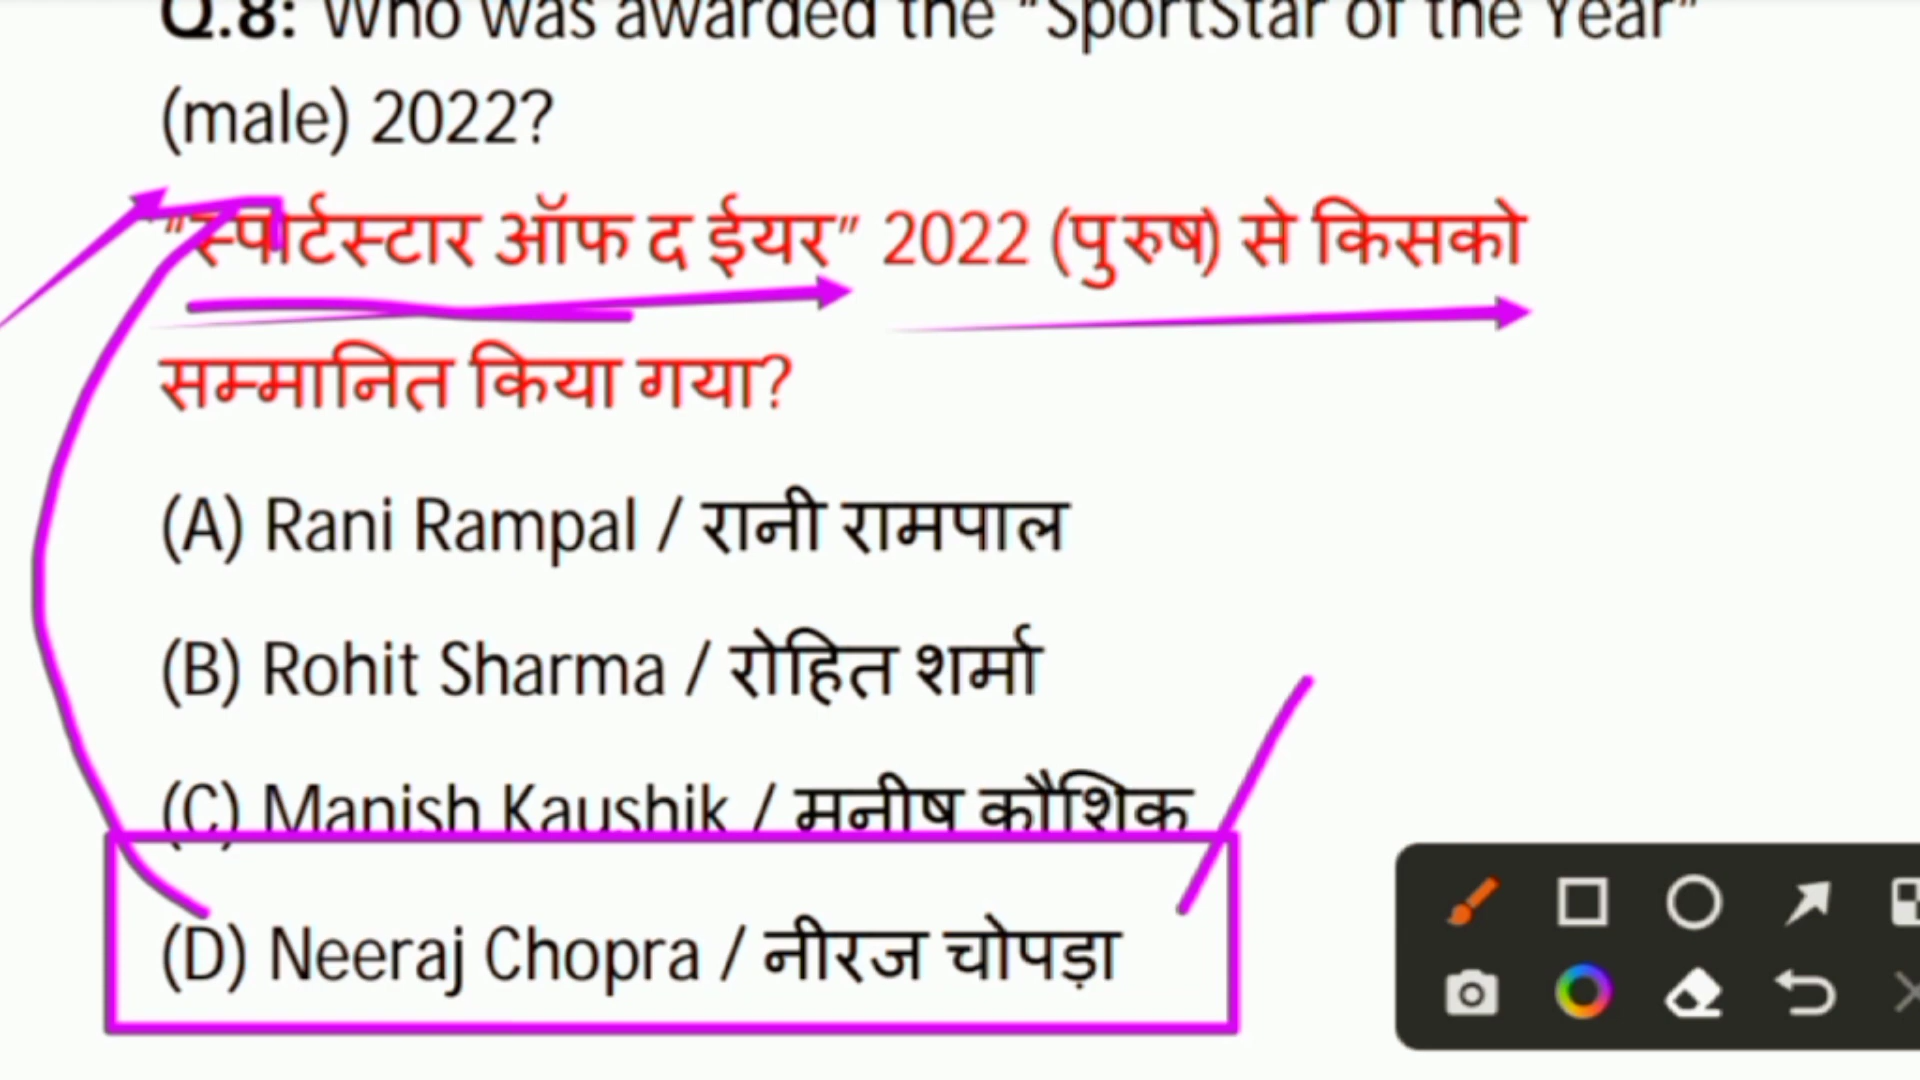 Q.8: Who was awarded the "SportStar of the Year"
(male) 2022?
"स्पोर्टस्टार ऑफ द ईयर" 2022 (पुरुष) से किसको
सम्मानित किया गया?
(A) Rani Rampal / रानी रामपाल
(B) Rohit Sharma / रोहित शर्मा
(C) Manish Kaushik / मनीष कौशिक
(D) Neeraj Chopra / नीरज चोपड़ा